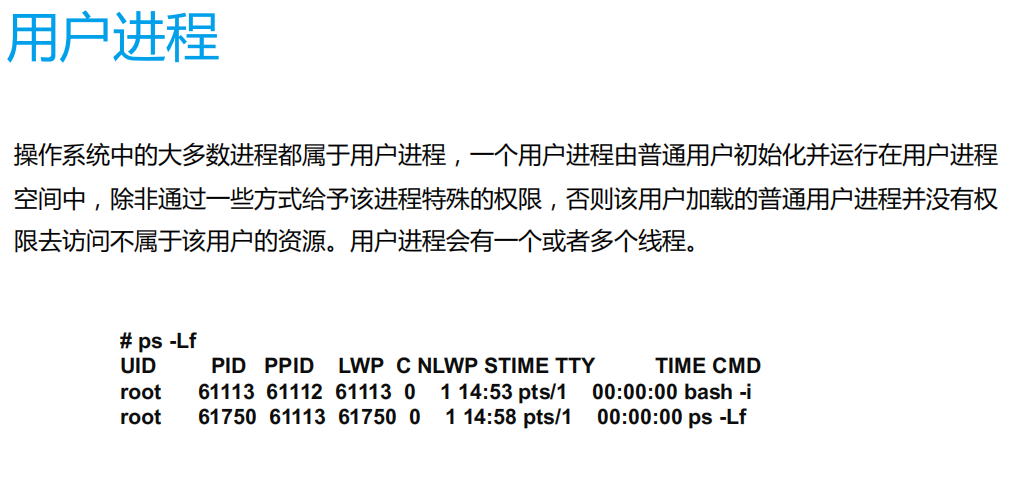 用户进程
操作系统中的大多数进程都属于用户进程，一个用户进程由普通用户初始化并运行在用户进程
空间中，除非通过一些方式给予该进程特殊的权限，否则该用户加载的普通用户进程并没有权
限去访问不属于该用户的资源。用户进程会有一个或者多个线程。
# ps -Lf
UID PID PPID LWP C NLWP STIME TTY TIME CMD
root 61113 61112 61113 0 1 14:53 pts/1 00:00:00 bash -i
root 61750 61113 61750 0 1 14:58 pts/1 00:00:00 ps -Lf